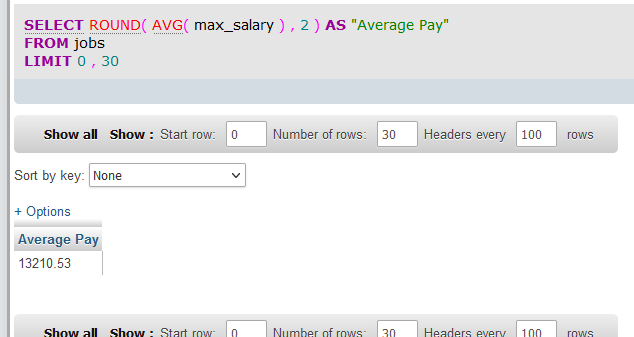 SELECT ROUND( AVG( max_salary ) , 2 ) AS "Average Pay"
FROM jobs
LIMIT 0 , 30
Show all Show : Start row: 0 Number of rows: 30 Headers every 100 rows
Sort by key: None
+ Options
Average Pay
13210.53
Show all Show : Start row: 0 Number of rows: 30 Headers every 100 rows